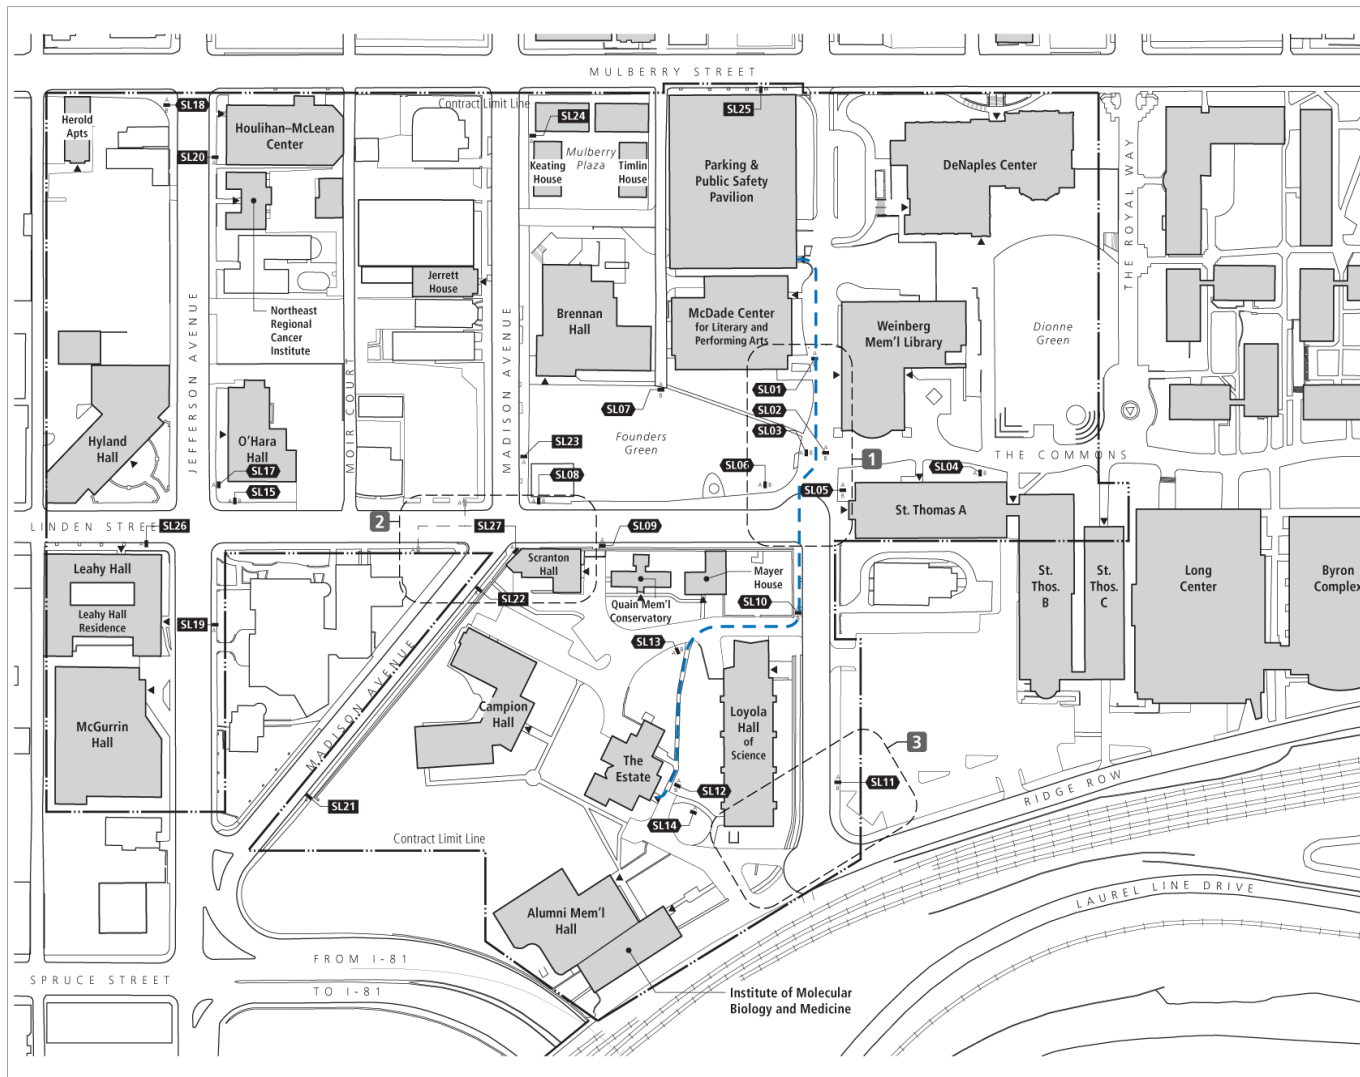 MULBERRY STREET
Contract Limit Line
SL18
SL24
SL25
Herold
Apts
Houlihan–McLean
Center
SL20
Keating
House
Mulberry
Plaza
Timlin
House
Parking &
Public Safety
Pavilion
DeNaples Center
THE ROYAL WAY
Jerrett
House
Northeast
Regional
Cancer
Institute
JEFFERSON AVENUE
MOIR COURT
MADISON AVENUE
Brennan
Hall
McDade Center
for Literary and
Performing Arts
Weinberg
Mem'l Library
Dionne
Green
SL01
SL02
SL03
SL07
Founders
Green
SL23
SL06
SL08
SL05
SL04
1
THE COMMONS
Hyland
Hall
O'Hara
Hall
SL17
SL15
LINDEN STREET
SL26
2
SL27
SL09
St. Thomas A
Scranton
Hall
SL22
Quain Mem'l
Conservatory
Mayer
House
SL10
St.
Thos.
B
St.
Thos.
C
Long
Center
Byron
Complex
Leahy Hall
Leahy Hall
Residence
SL19
SL13
MADISON AVENUE
McGurrin
Hall
Campion
Hall
Loyola
Hall
of
Science
The
Estate
3
SL12
SL11
SL14
SL21
RIDGE ROW
Contract Limit Line
LAUREL LINE DRIVE
Alumni Mem'l
Hall
FROM I-81
TO I-81
SPRUCE STREET
Institute of Molecular
Biology and Medicine